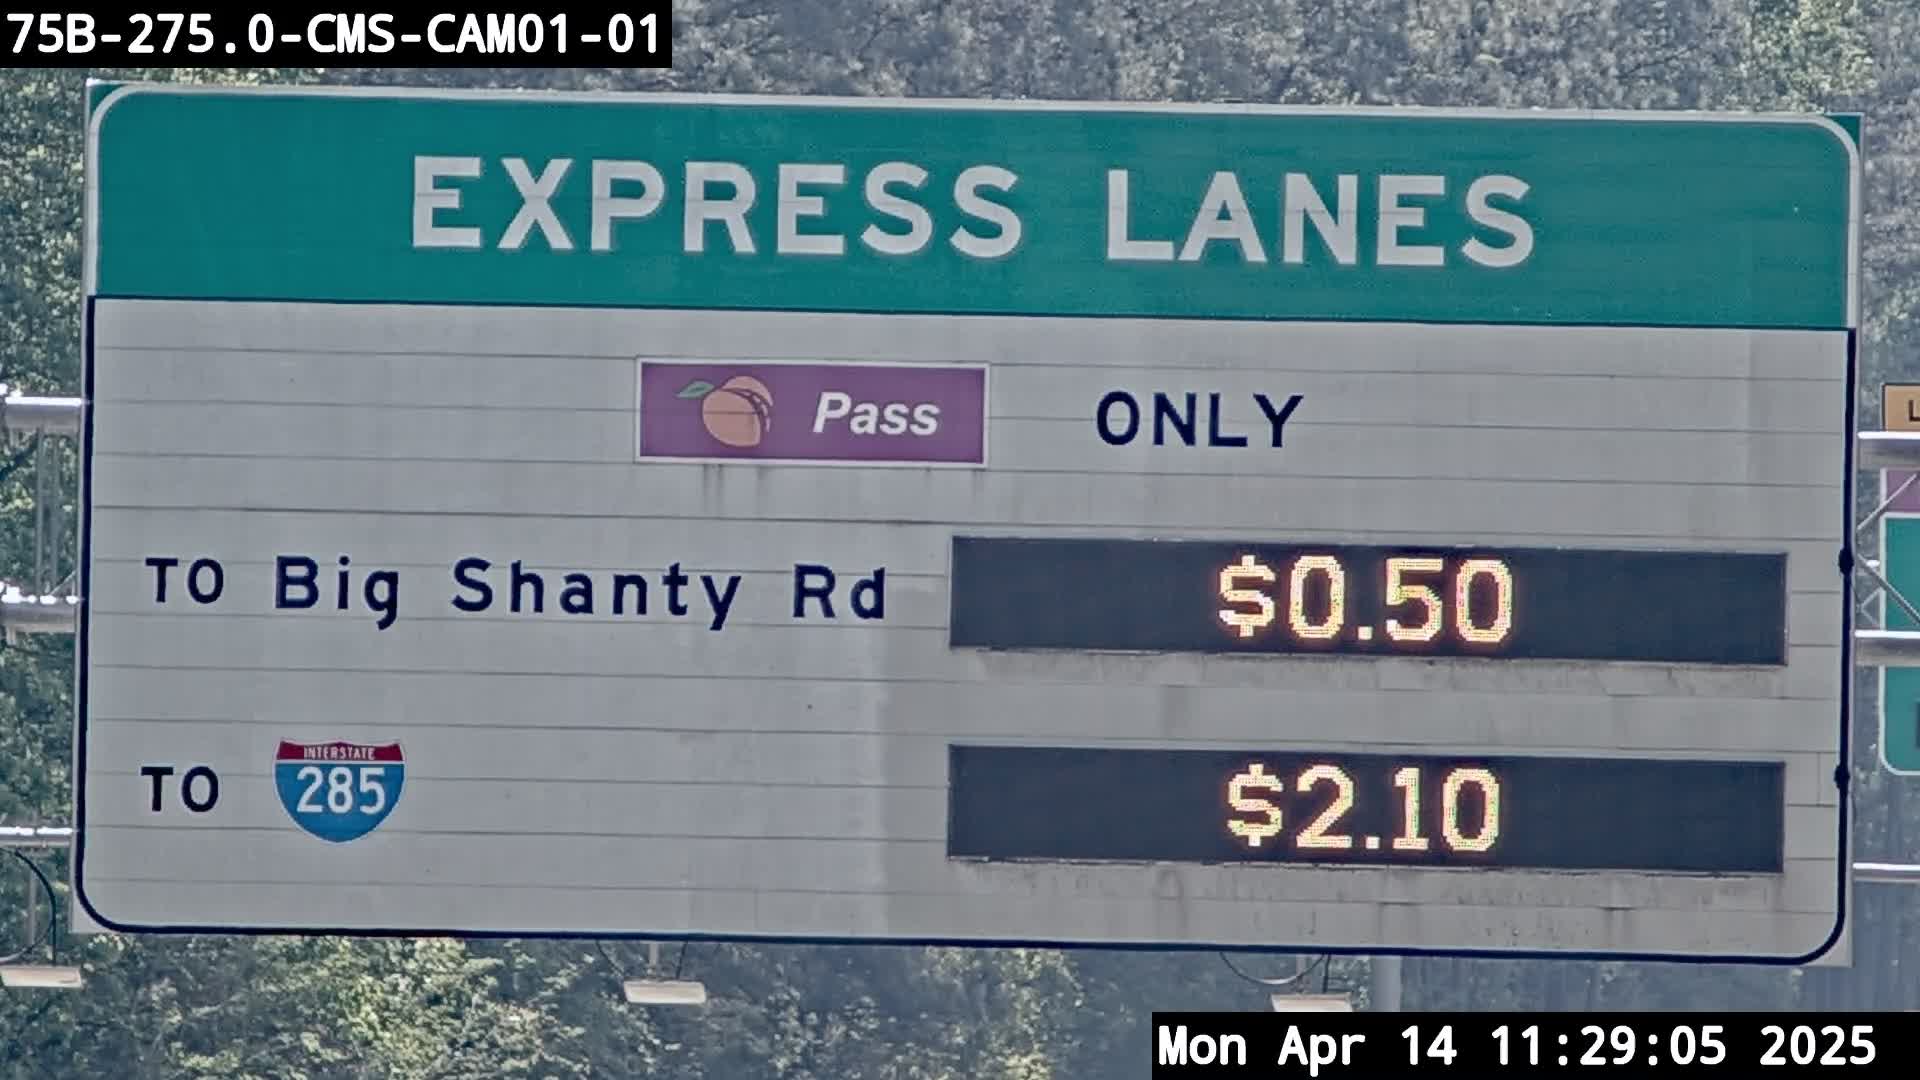 75B-275.0-CMS-CAM01-01
EXPRESS LANES
Pass ONLY
TO Big Shanty Rd $0.50
INTERSTATE
TO 285 $2.10
L
Mon Apr 14 11:29:05 2025